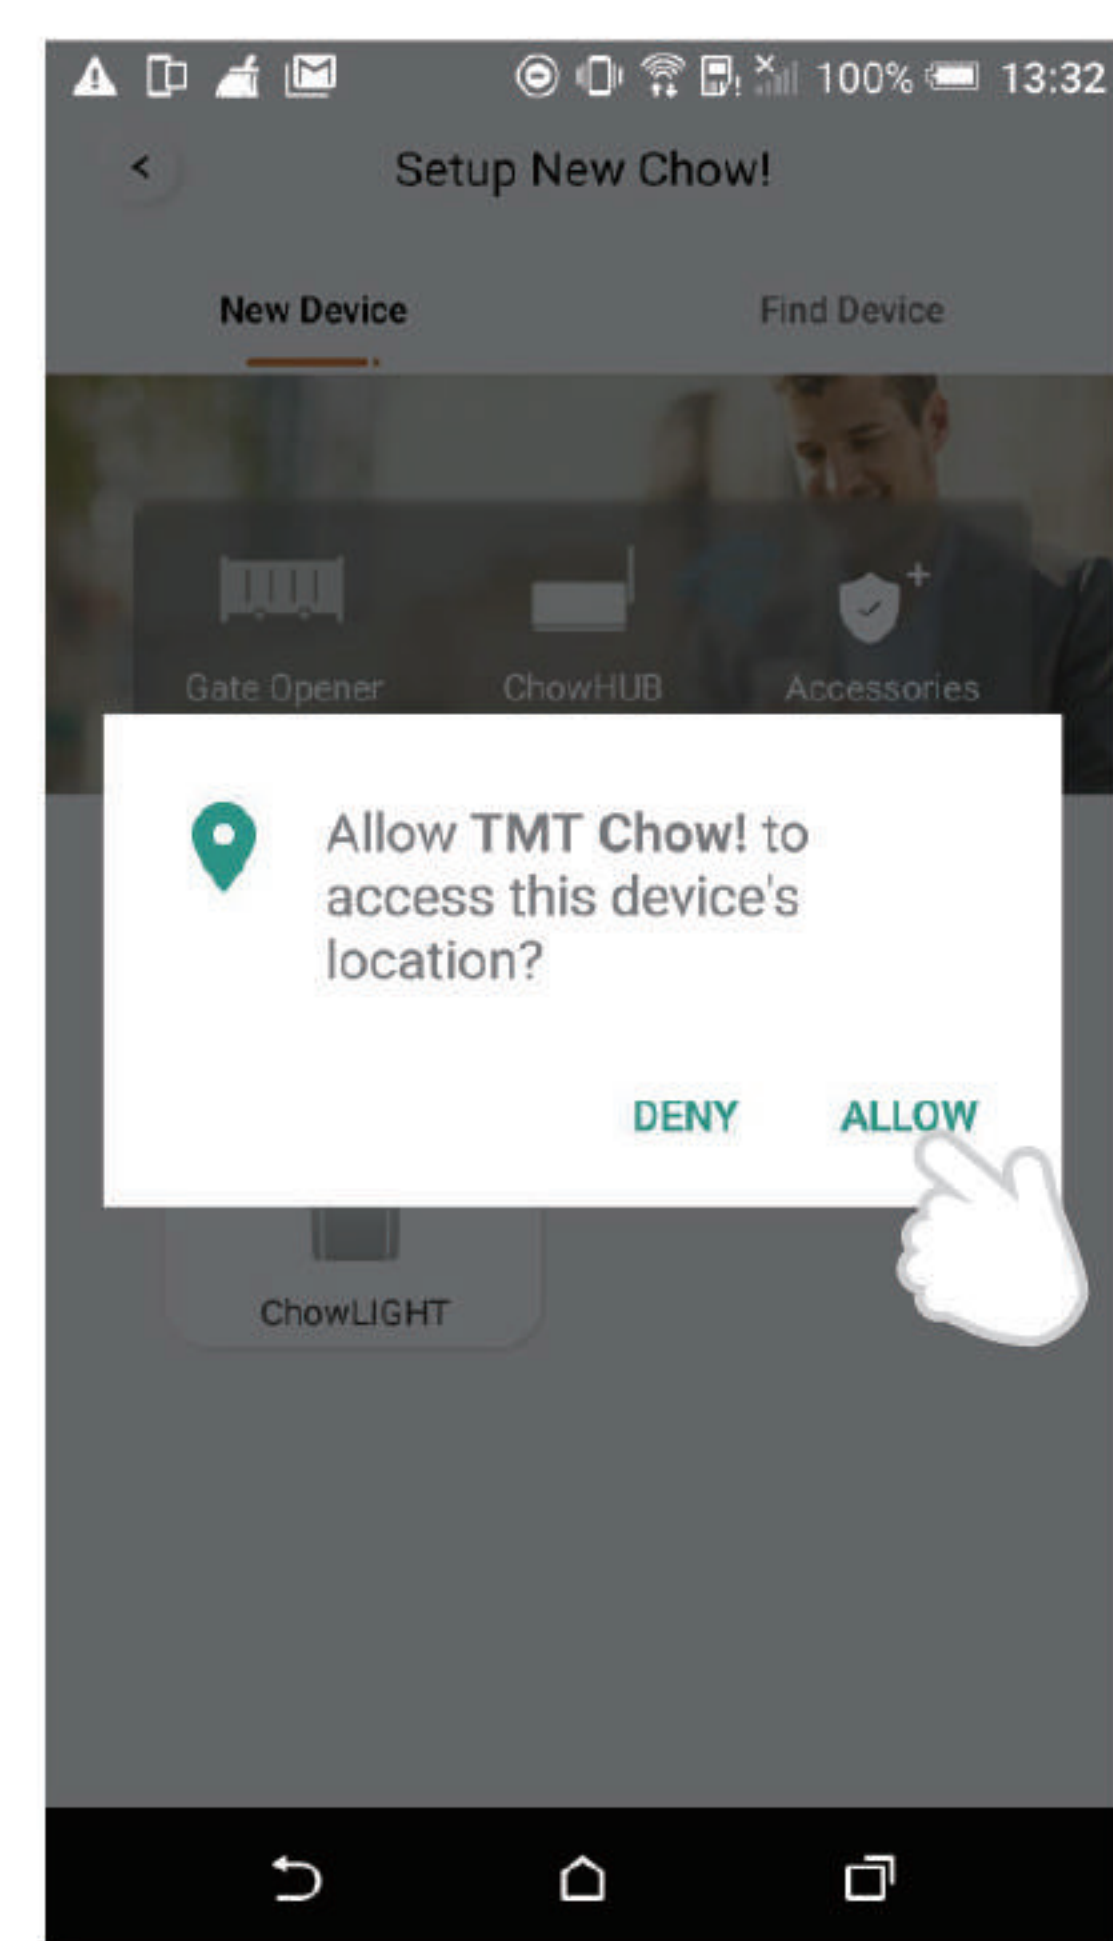 100% 13:32
<
Setup New Chow!
New Device
Find Device
Gate Opener
ChowHUB
Accessories
Allow TMT Chow! to
access this device's
location?
DENY ALLOW
ChowLIGHT